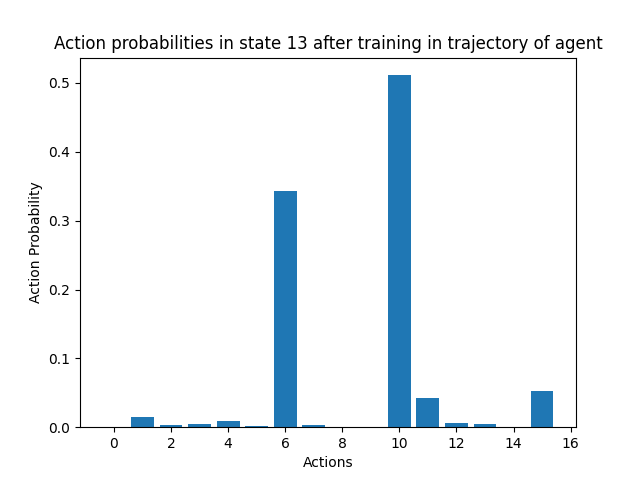 Action probabilities in state 13 after training in trajectory of agent
Action Probability
0.5
0.4
0.3
0.2
0.1
0.0
0 2 4 6 8 10 12 14 16
Actions